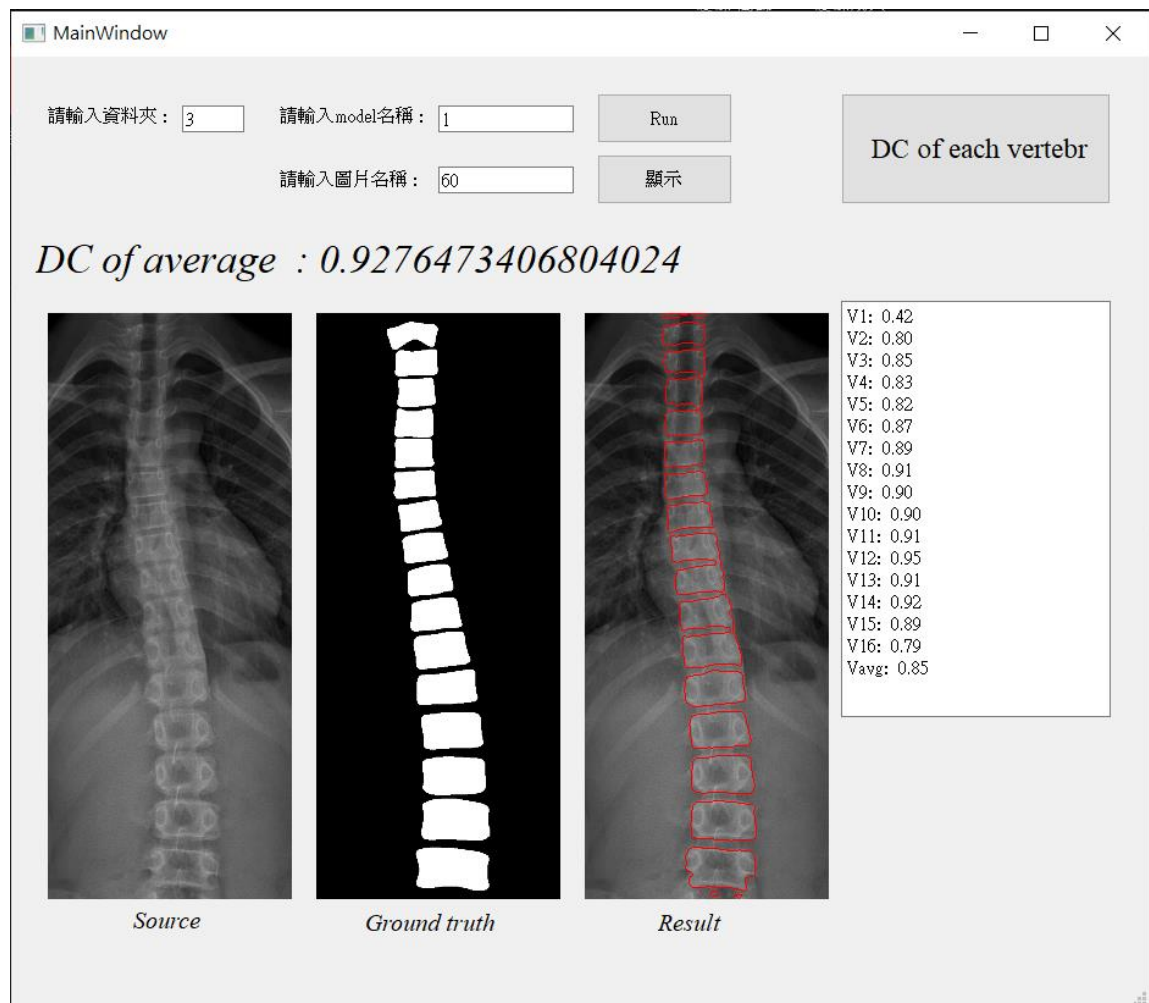 MainWindow
請輸入資料夾： 3 請輸入model名稱： 1 Run
DC of each vertebr
請輸入圖片名稱： 60 顯示
DC of average : 0.9276473406804024
V1: 0.42
V2: 0.80
V3: 0.85
V4: 0.83
V5: 0.82
V6: 0.87
V7: 0.89
V8: 0.91
V9: 0.90
V10: 0.90
V11: 0.91
V12: 0.95
V13: 0.91
V14: 0.92
V15: 0.89
V16: 0.79
Vavg: 0.85
Source Ground truth Result